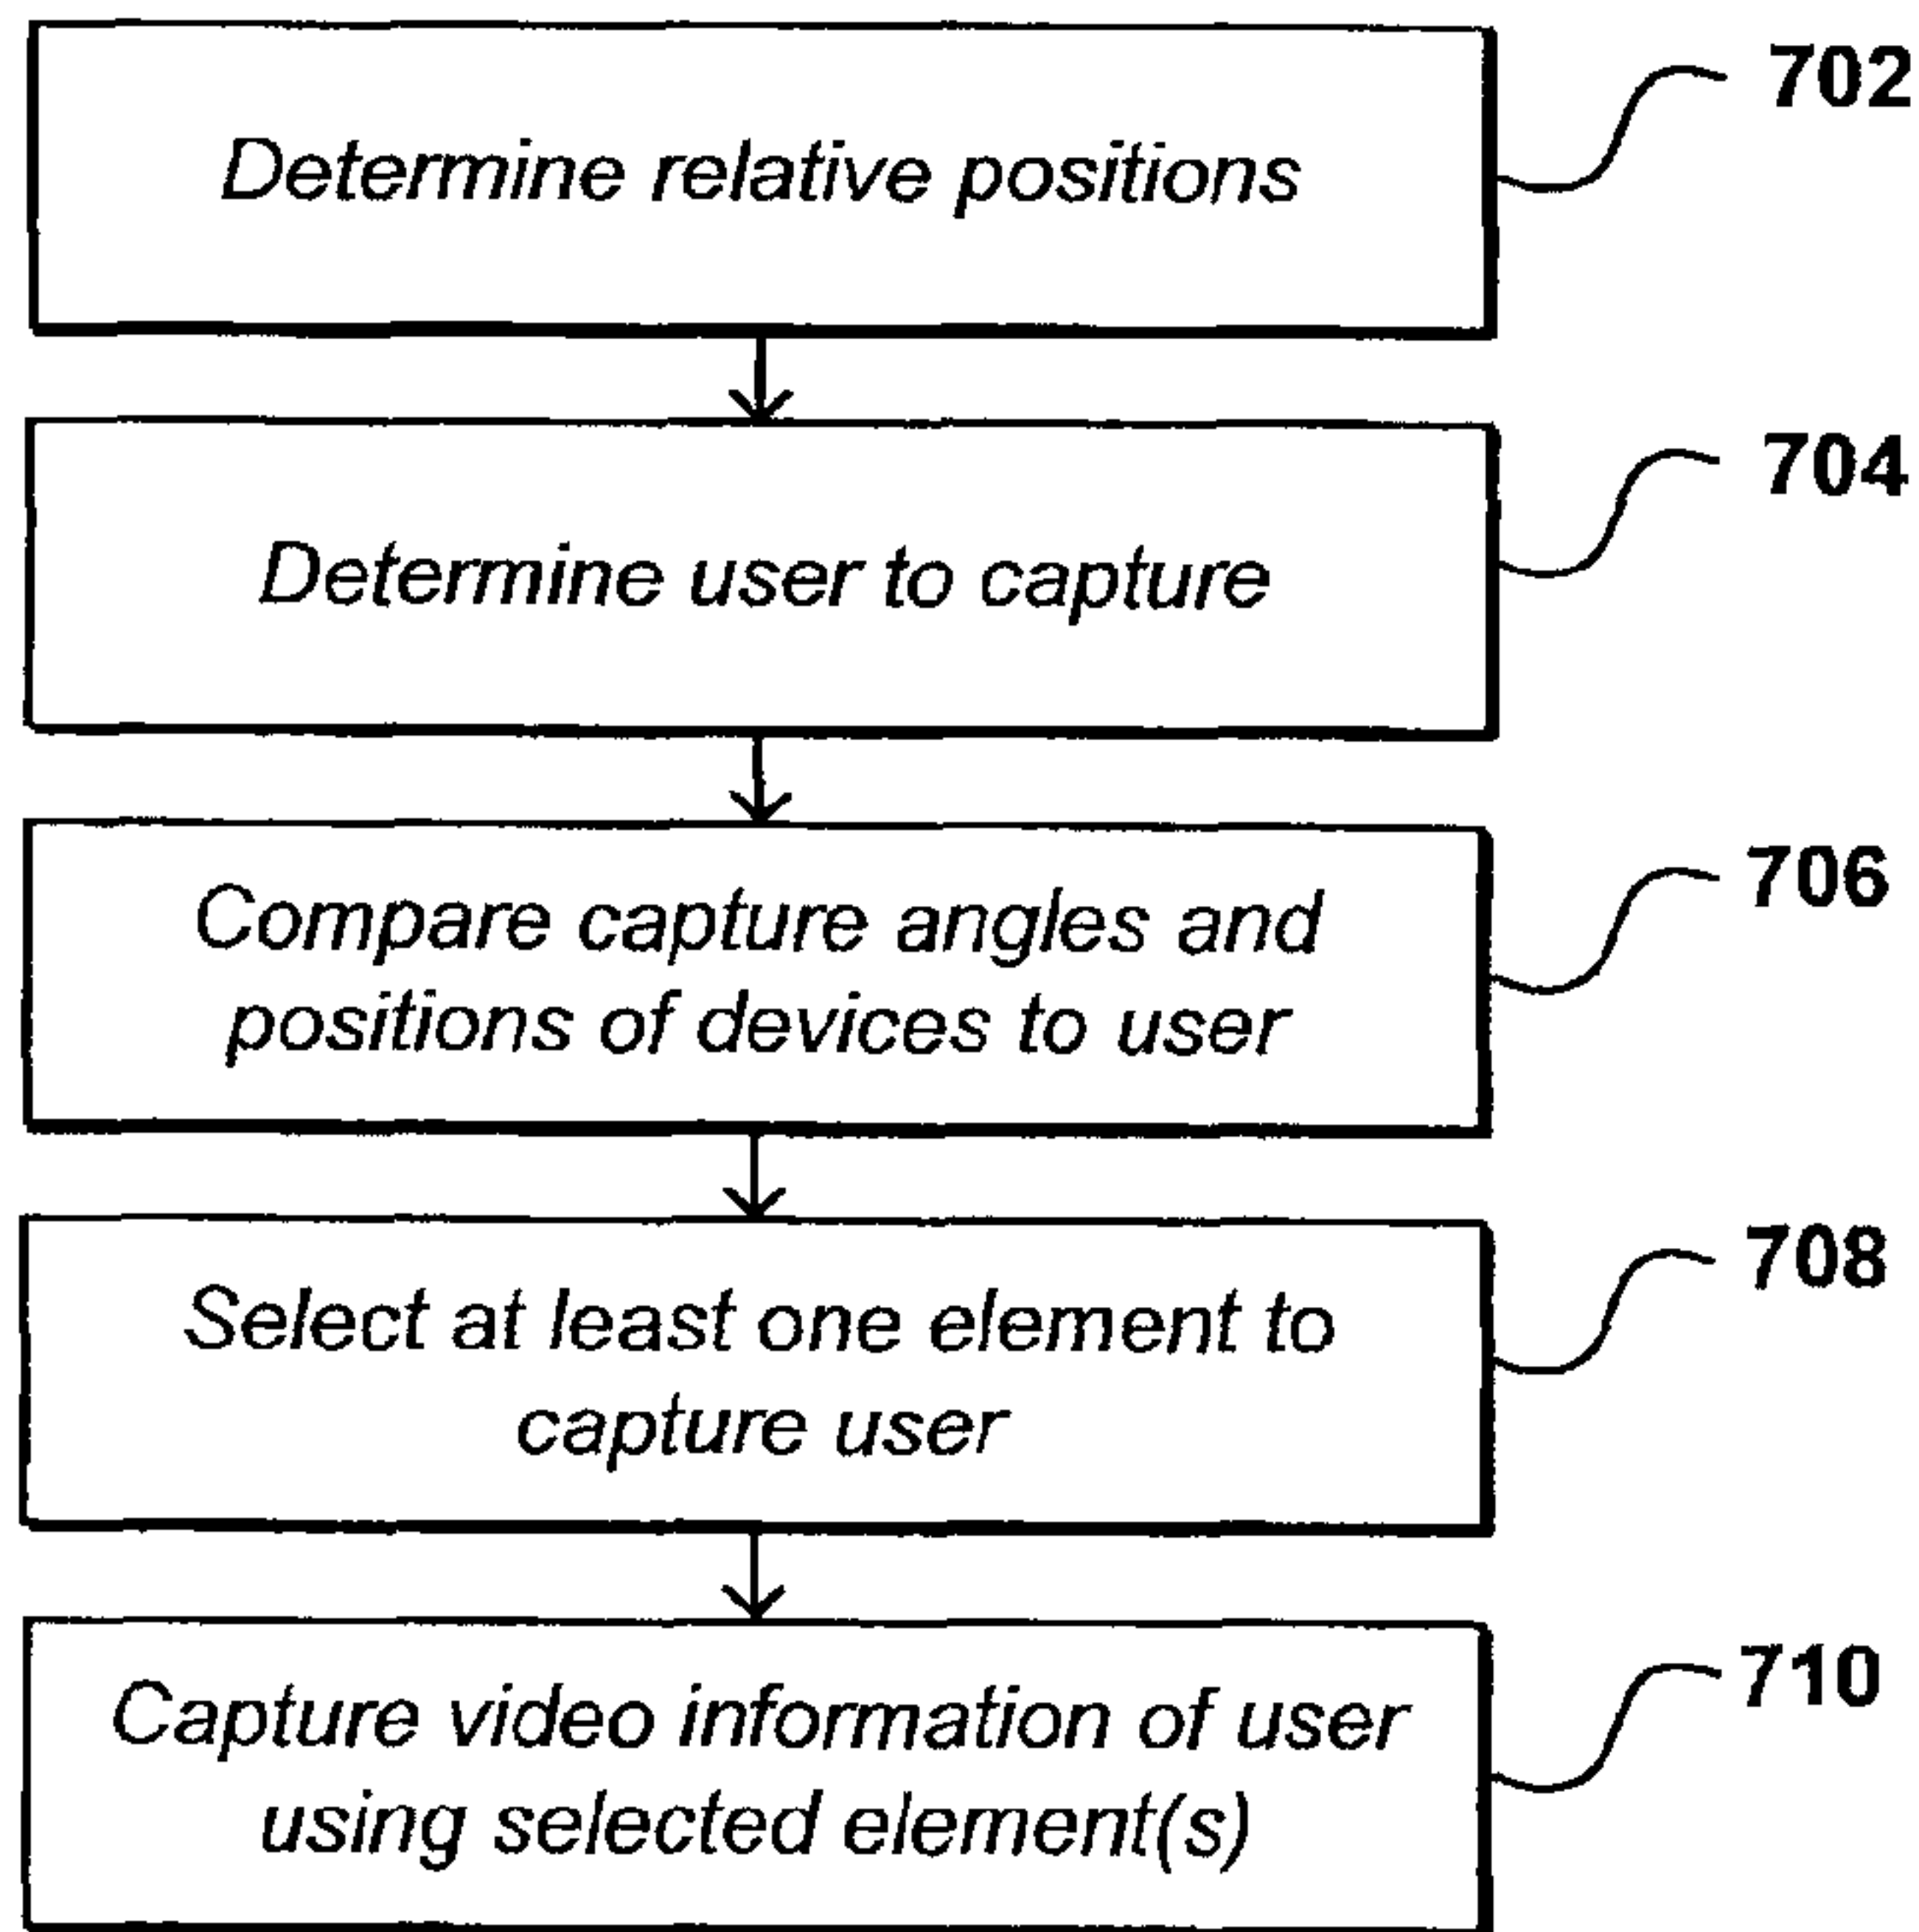 Determine relative positions
702
Determine user to capture
704
Compare capture angles and
positions of devices to user
706
Select at least one element to
capture user
708
Capture video information of user
using selected element(s)
710